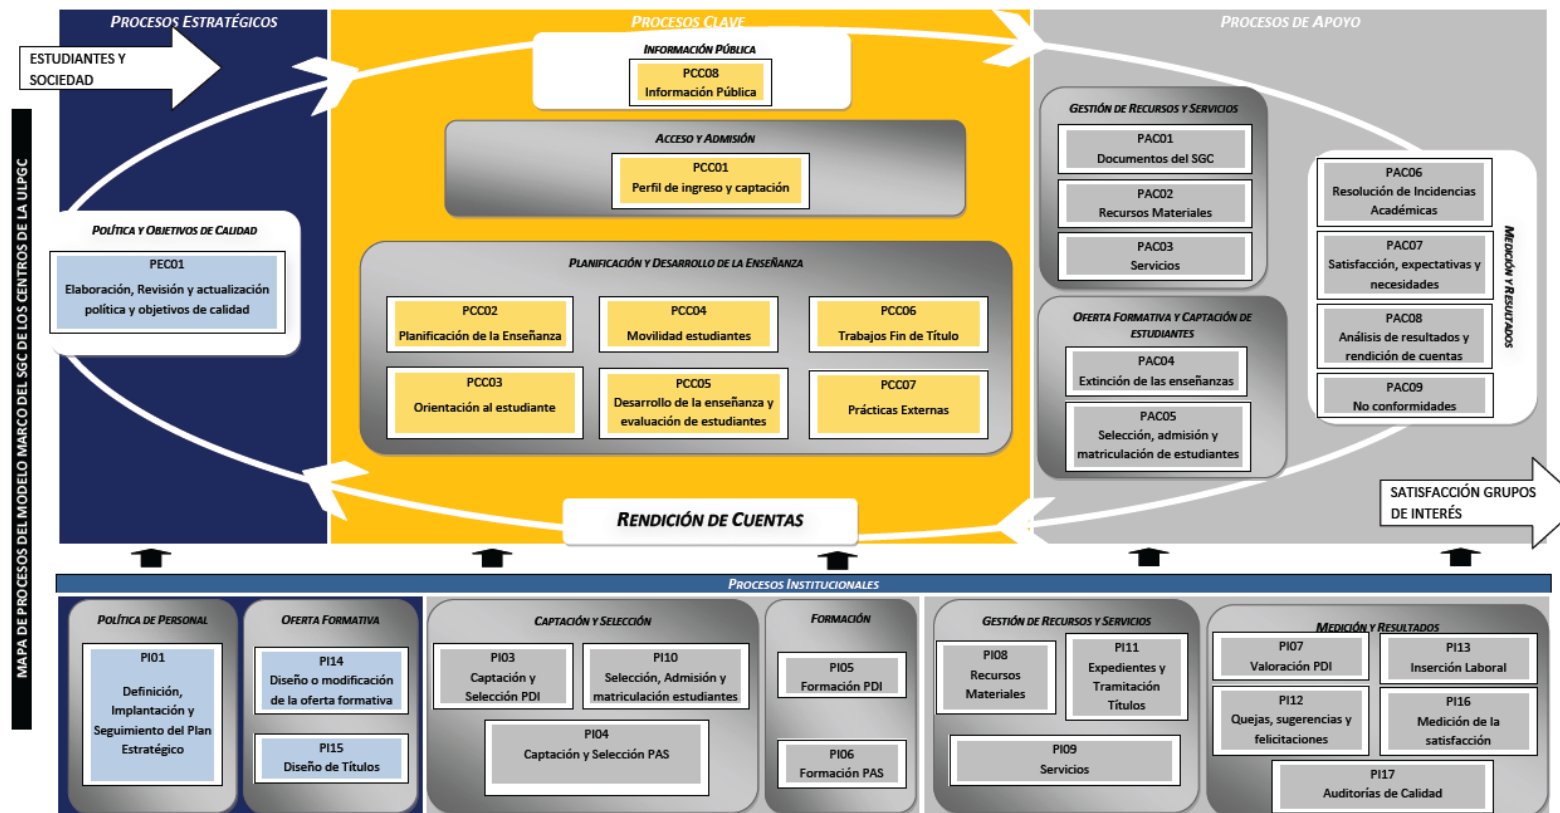 MAPA DE PROCESOS DEL MODELO MARCO DEL SGC DE LOS CENTROS DE LA ULPGC
PROCESOS ESTRATÉGICOS
PROCESOS CLAVE
PROCESOS DE APOYO
ESTUDIANTES Y
SOCIEDAD
INFORMACIÓN PÚBLICA
PCC08
Información Pública
ACCESO Y ADMISIÓN
PCC01
Perfil de ingreso y captación
POLÍTICA Y OBJETIVOS DE CALIDAD
PEC01
Elaboración, Revisión y actualización
política y objetivos de calidad
PLANIFICACIÓN Y DESARROLLO DE LA ENSEÑANZA
PCC02
Planificación de la Enseñanza
PCC04
Movilidad estudiantes
PCC06
Trabajos Fin de Título
PCC03
Orientación al estudiante
PCC05
Desarrollo de la enseñanza y
evaluación de estudiantes
PCC07
Prácticas Externas
GESTIÓN DE RECURSOS Y SERVICIOS
PAC01
Documentos del SGC
PAC02
Recursos Materiales
PAC03
Servicios
OFERTA FORMATIVA Y CAPTACIÓN DE
ESTUDIANTES
PAC04
Extinción de las enseñanzas
PAC05
Selección, admisión y
matriculación de estudiantes
MEDICIÓN Y RESULTADOS
PAC06
Resolución de Incidencias
Académicas
PAC07
Satisfacción, expectativas y
necesidades
PAC08
Análisis de resultados y
rendición de cuentas
PAC09
No conformidades
SATISFACCIÓN GRUPOS
DE INTERÉS
RENDICIÓN DE CUENTAS
PROCESOS INSTITUCIONALES
POLÍTICA DE PERSONAL
PI01
Definición,
Implantación y
Seguimiento del Plan
Estratégico
OFERTA FORMATIVA
PI14
Diseño o modificación
de la oferta formativa
PI15
Diseño de Títulos
CAPTACIÓN Y SELECCIÓN
PI03
Captación y
Selección PDI
PI10
Selección, Admisión y
matriculación estudiantes
PI04
Captación y Selección PAS
FORMACIÓN
PI05
Formación PDI
PI06
Formación PAS
GESTIÓN DE RECURSOS Y SERVICIOS
PI08
Recursos
Materiales
PI11
Expedientes y
Tramitación
Títulos
PI09
Servicios
MEDICIÓN Y RESULTADOS
PI07
Valoración PDI
PI13
Inserción Laboral
PI12
Quejas, sugerencias y
felicitaciones
PI16
Medición de la
satisfacción
PI17
Auditorías de Calidad